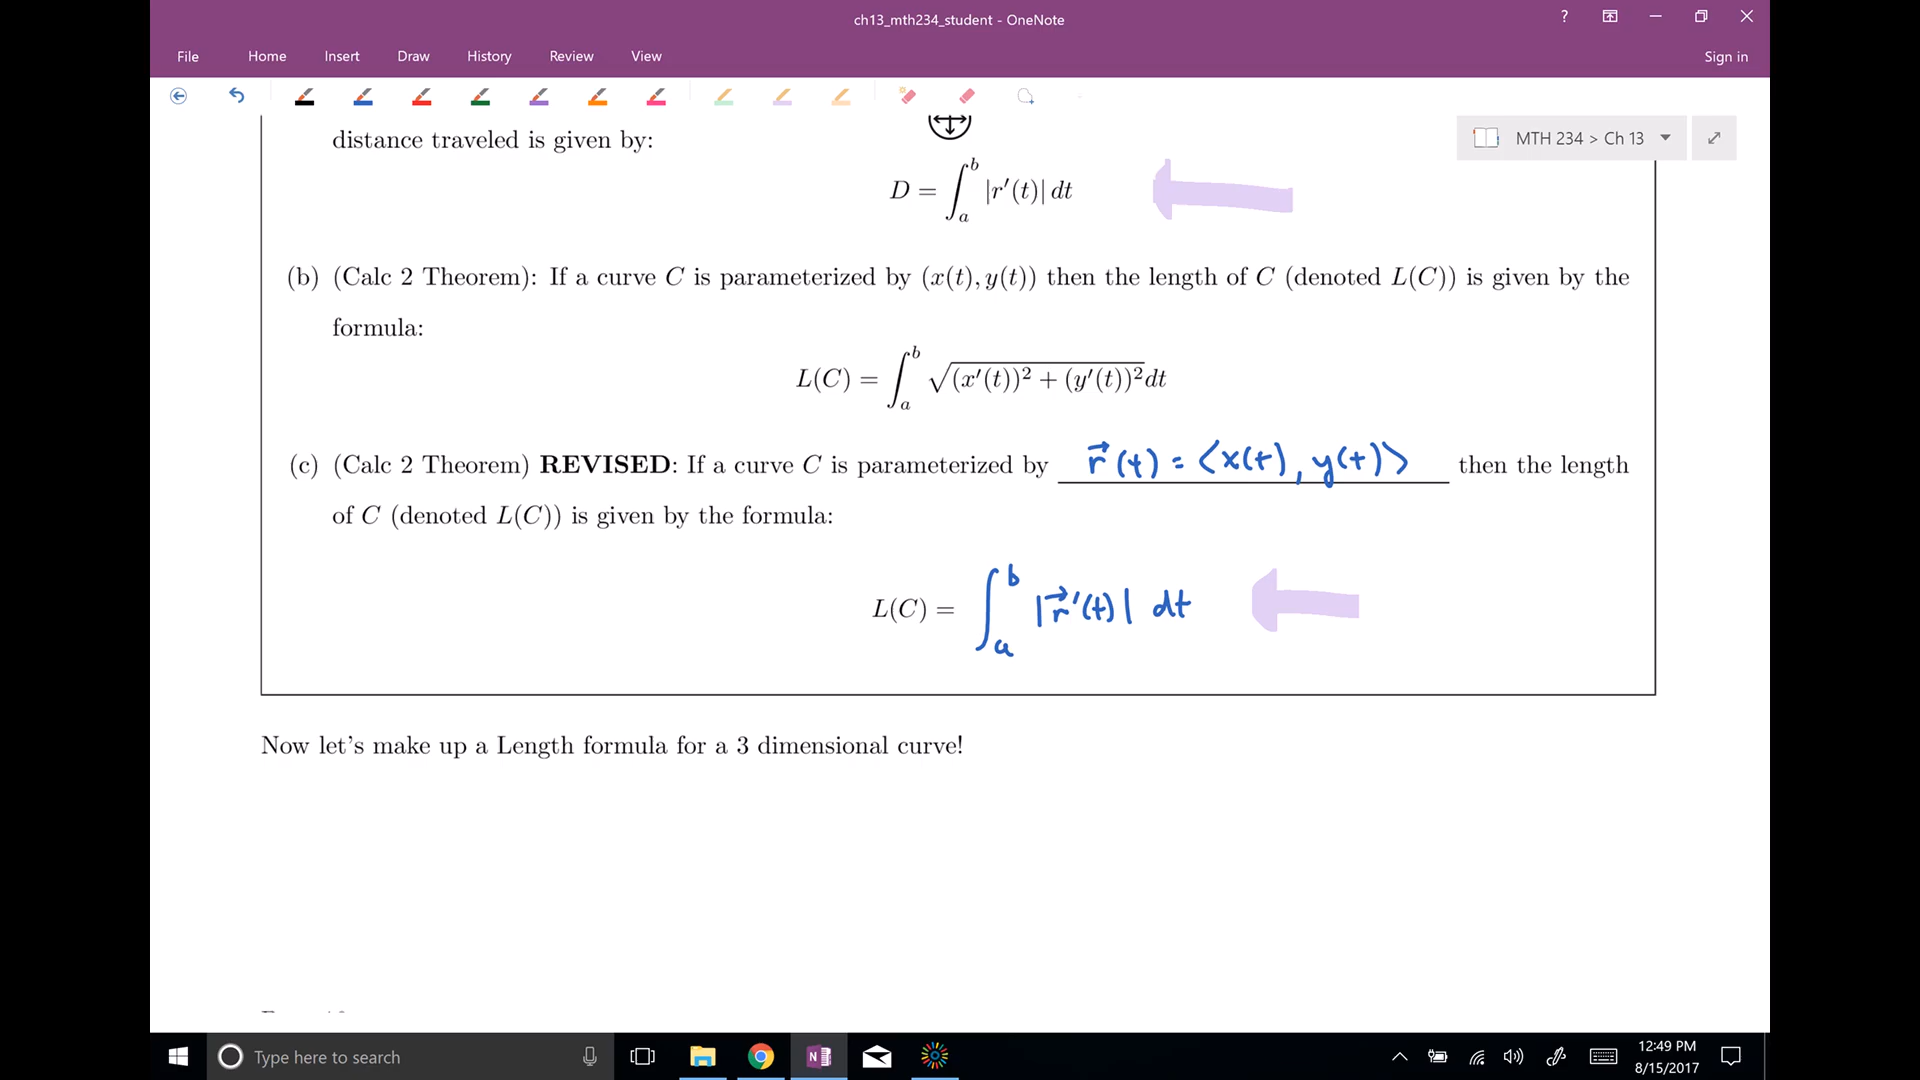 ch13_mth234_student - OneNote
?
File Home Insert Draw History Review View Sign in
MTH 234 > Ch 13
distance traveled is given by:
D = ∫_a^b |r′(t)| dt
(b) (Calc 2 Theorem): If a curve C is parameterized by (x(t), y(t)) then the length of C (denoted L(C)) is given by the
formula:
L(C) = ∫_a^b √((x′(t))² + (y′(t))²) dt
(c) (Calc 2 Theorem) REVISED: If a curve C is parameterized by r⃗(t) = ⟨x(t), y(t)⟩ then the length
of C (denoted L(C)) is given by the formula:
L(C) = ∫_a^b |r⃗′(t)| dt
Now let's make up a Length formula for a 3 dimensional curve!
Type here to search
N
12:49 PM
8/15/2017